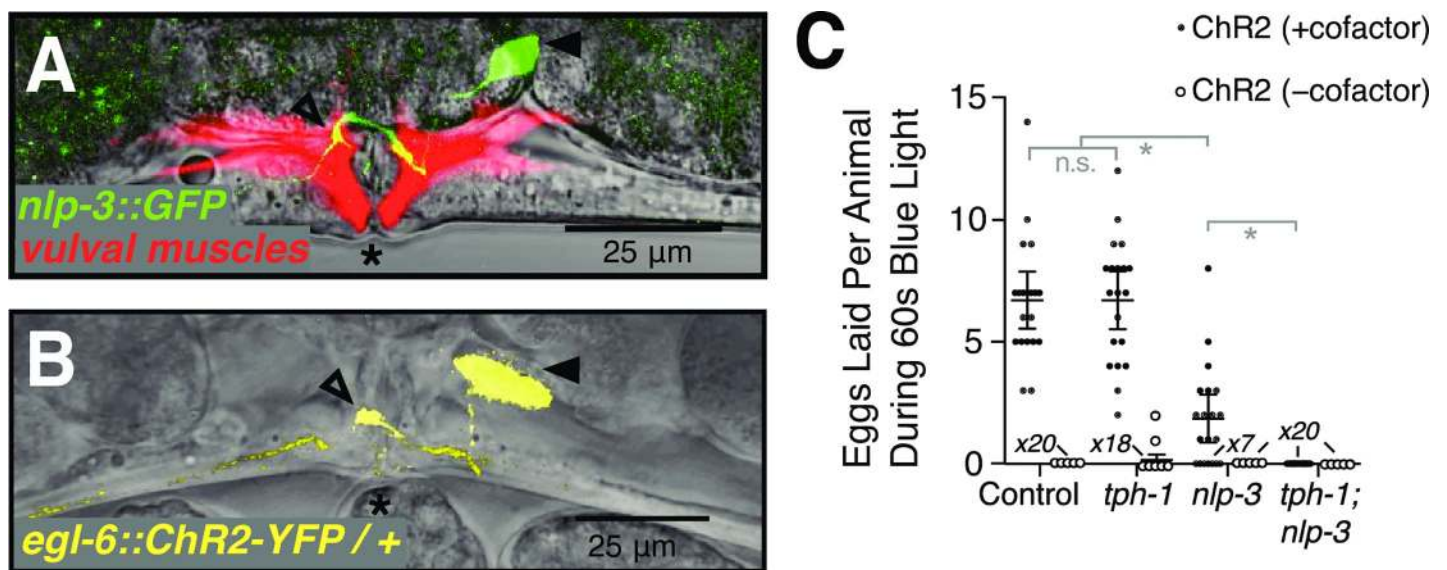 A
nlp-3::GFP
vulval muscles
*
25 µm
B
egl-6::ChR2-YFP / +
*
25 µm
C
• ChR2 (+cofactor)
○ ChR2 (−cofactor)
Eggs Laid Per Animal
During 60s Blue Light
15
10
5
0
n.s.
*
*
x20
x18
x7
x20
Control
tph-1
nlp-3
tph-1;
nlp-3